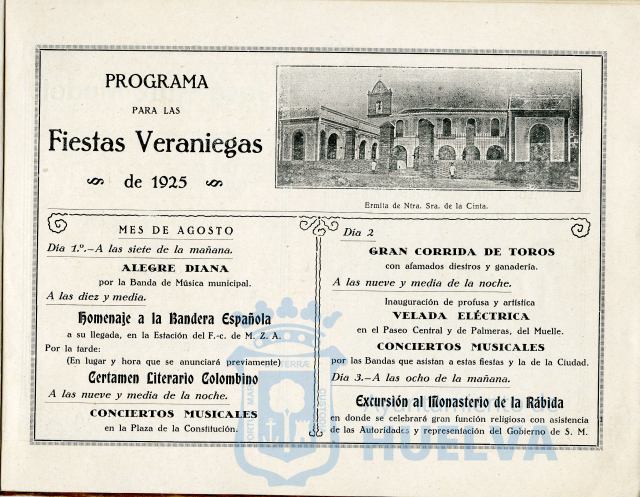 PROGRAMA
PARA LAS
Fiestas Veraniegas
de 1925
Ermita de Ntra. Sra. de la Cinta.
MES DE AGOSTO
Día 1.º.—A las siete de la mañana.
ALEGRE DIANA
por la Banda de Música municipal.
A las diez y media.
Homenaje a la Bandera Española
a su llegada, en la Estación del F.-c. de M. Z. A.
Por la tarde:
(En lugar y hora que se anunciará previamente)
Certamen Literario Colombino
A las nueve y media de la noche.
CONCIERTOS MUSICALES
en la Plaza de la Constitución.
Día 2
GRAN CORRIDA DE TOROS
con afamados diestros y ganadería.
A las nueve y media de la noche.
Inauguración de profusa y artística
VELADA ELÉCTRICA
en el Paseo Central y de Palmeras, del Muelle.
CONCIERTOS MUSICALES
por las Bandas que asistan a estas fiestas y la de la Ciudad.
Día 3.—A las ocho de la mañana.
Excursión al Monasterio de la Rábida
en donde se celebrará gran función religiosa con asistencia
de las Autoridades y representación del Gobierno de S. M.
Ayuntamiento de
HUELVA